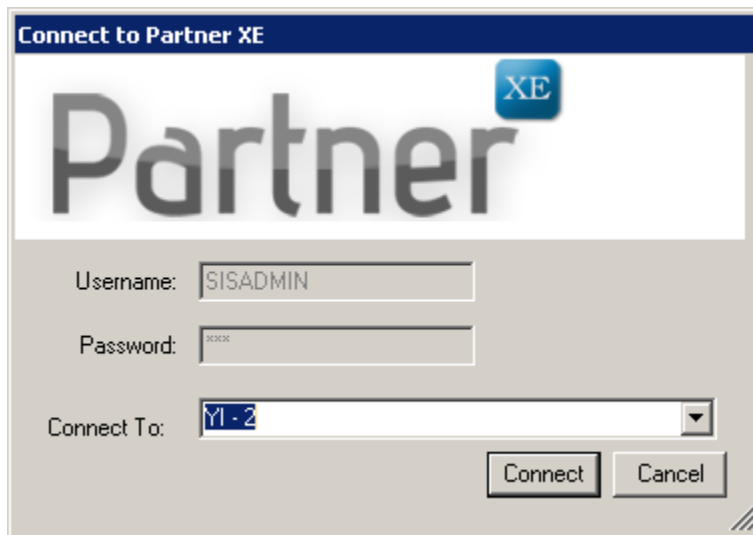 Connect to Partner XE
Partner XE
Username: SISADMIN
Password: ×××
Connect To: YI - 2
Connect Cancel